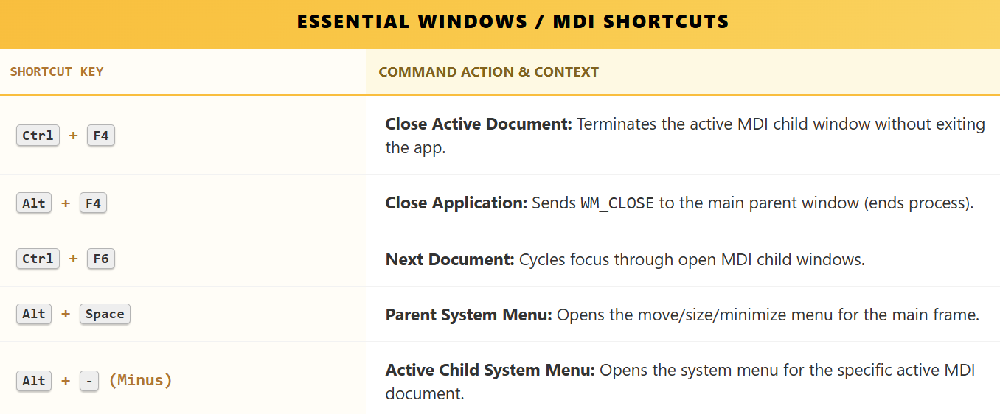 ESSENTIAL WINDOWS / MDI SHORTCUTS
SHORTCUT KEY
COMMAND ACTION & CONTEXT
Ctrl + F4
Close Active Document: Terminates the active MDI child window without exiting
the app.
Alt + F4
Close Application: Sends WM_CLOSE to the main parent window (ends process).
Ctrl + F6
Next Document: Cycles focus through open MDI child windows.
Alt + Space
Parent System Menu: Opens the move/size/minimize menu for the main frame.
Alt + - (Minus)
Active Child System Menu: Opens the system menu for the specific active MDI
document.